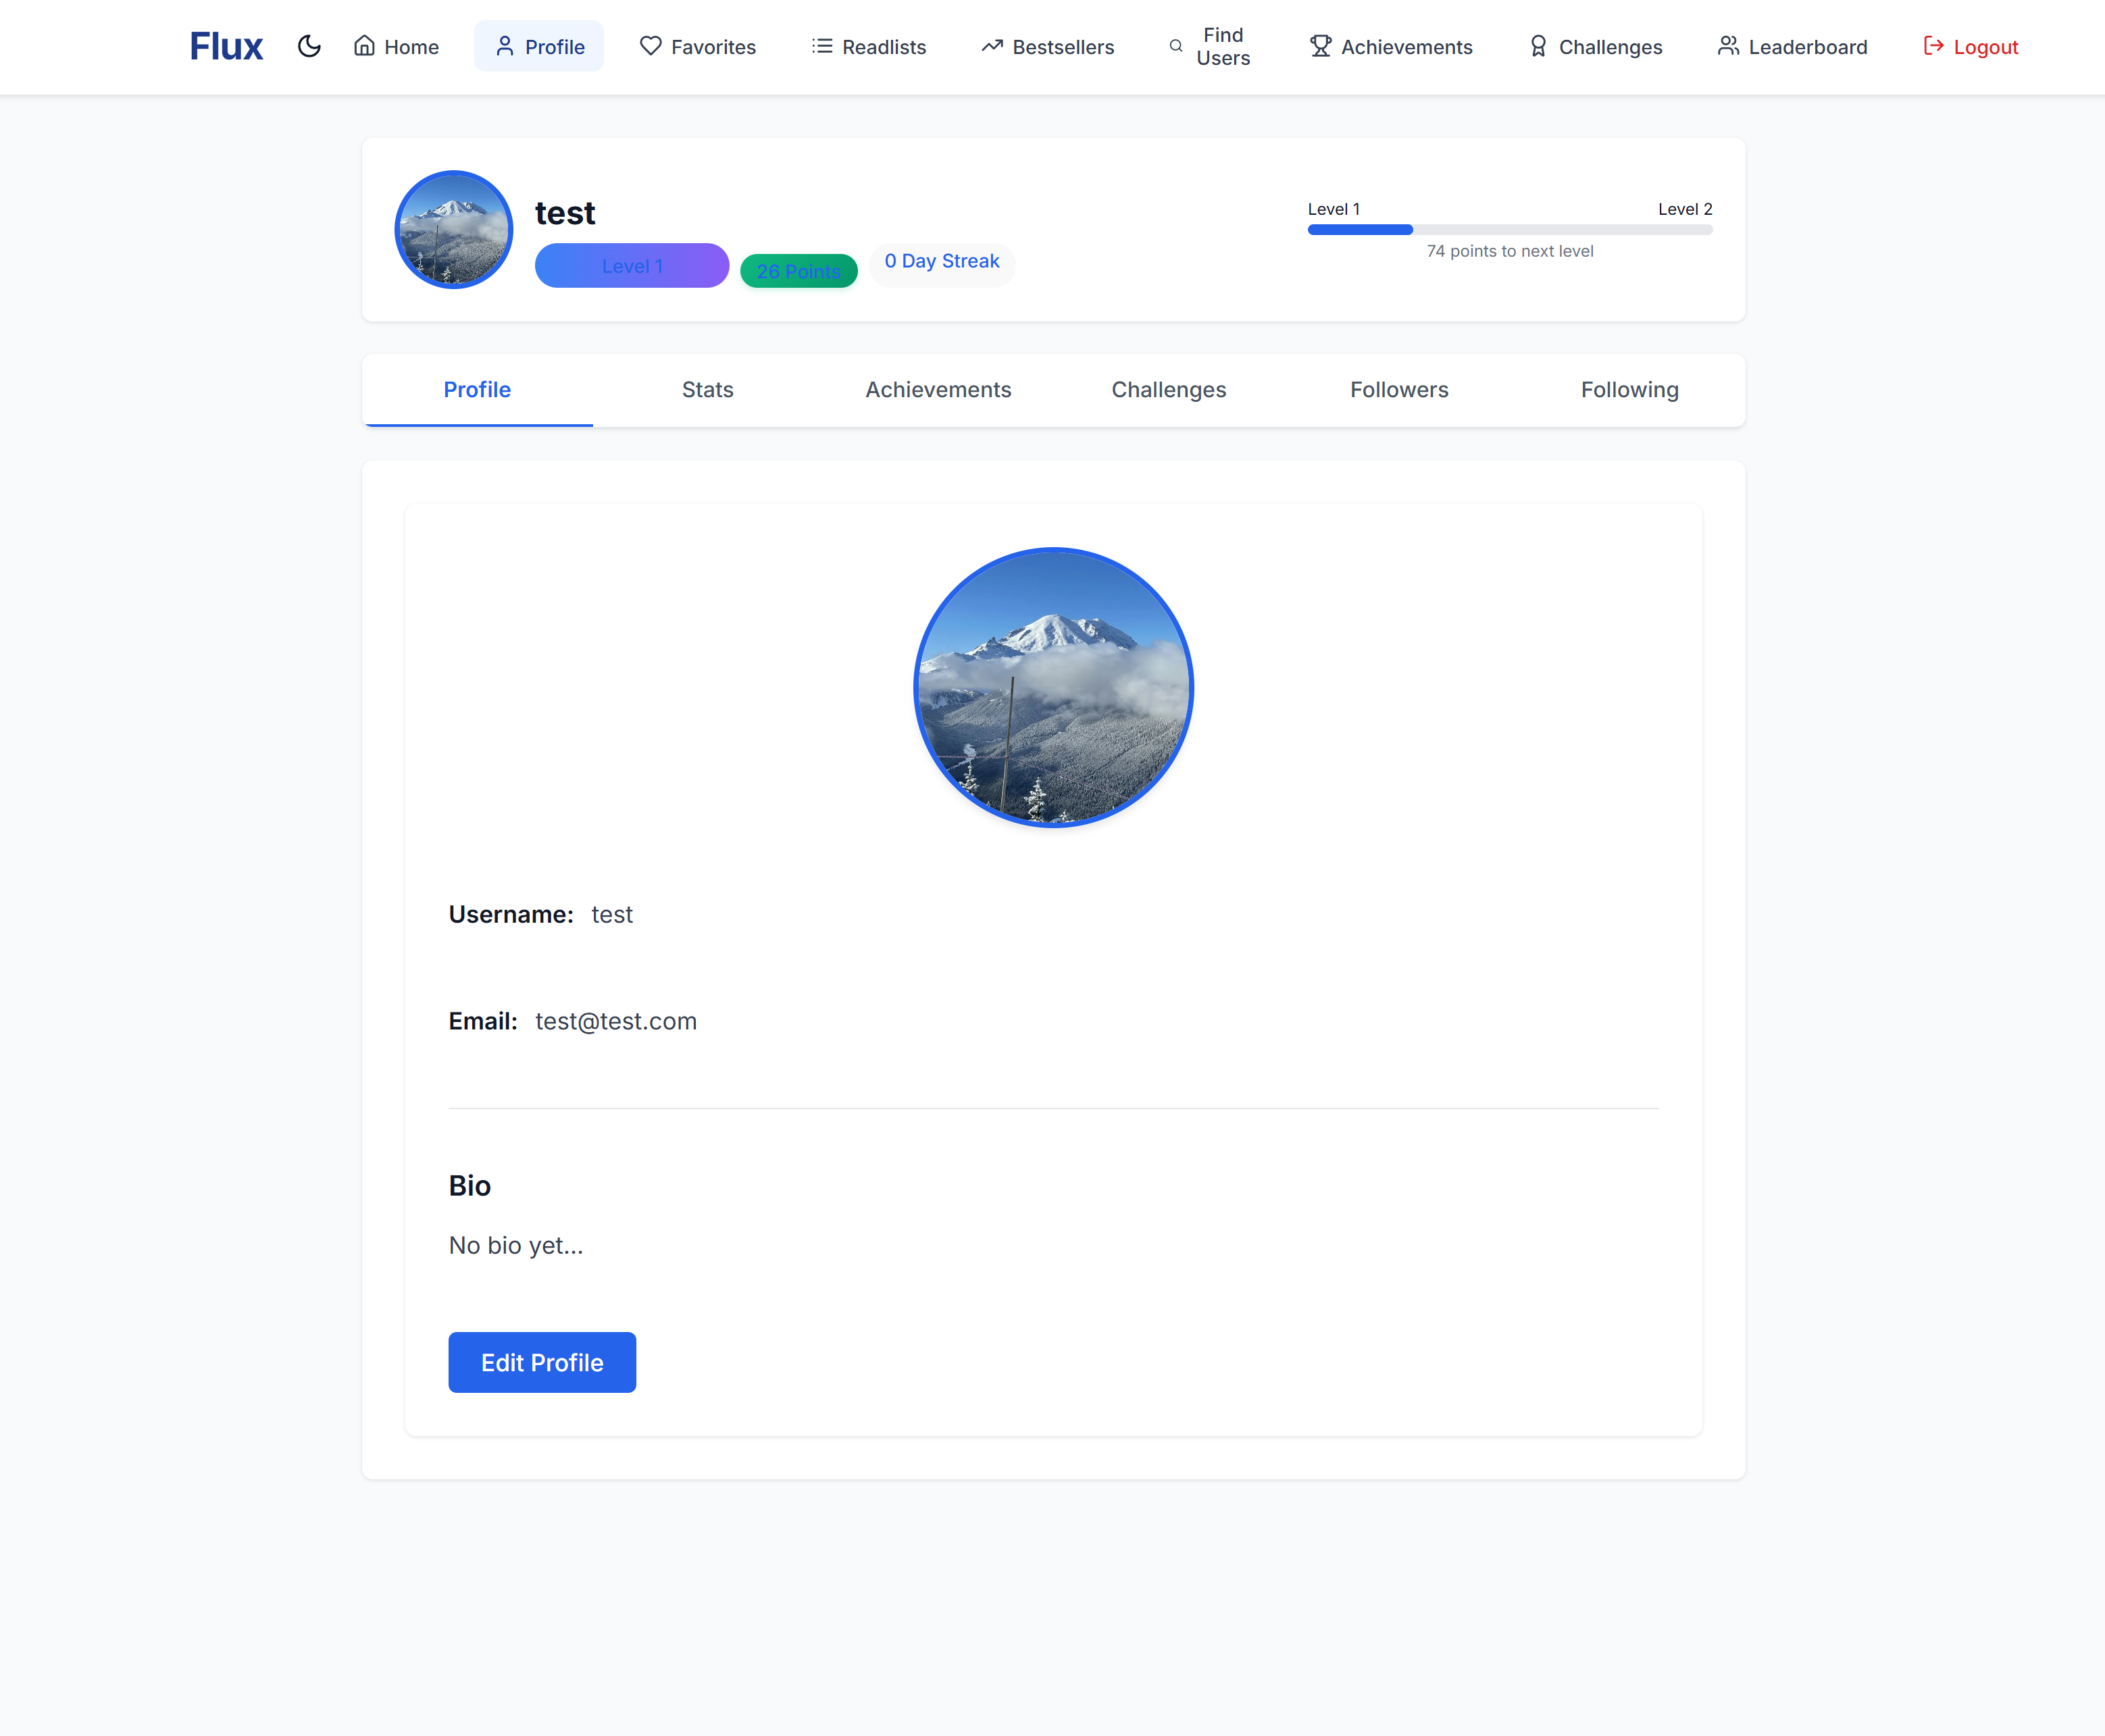 Flux
Home
Profile
Favorites
Readlists
Bestsellers
Find
Users
Achievements
Challenges
Leaderboard
Logout
test
Level 1
26 Points
0 Day Streak
Level 1
Level 2
74 points to next level
Profile
Stats
Achievements
Challenges
Followers
Following
Username: test
Email: test@test.com
Bio
No bio yet...
Edit Profile